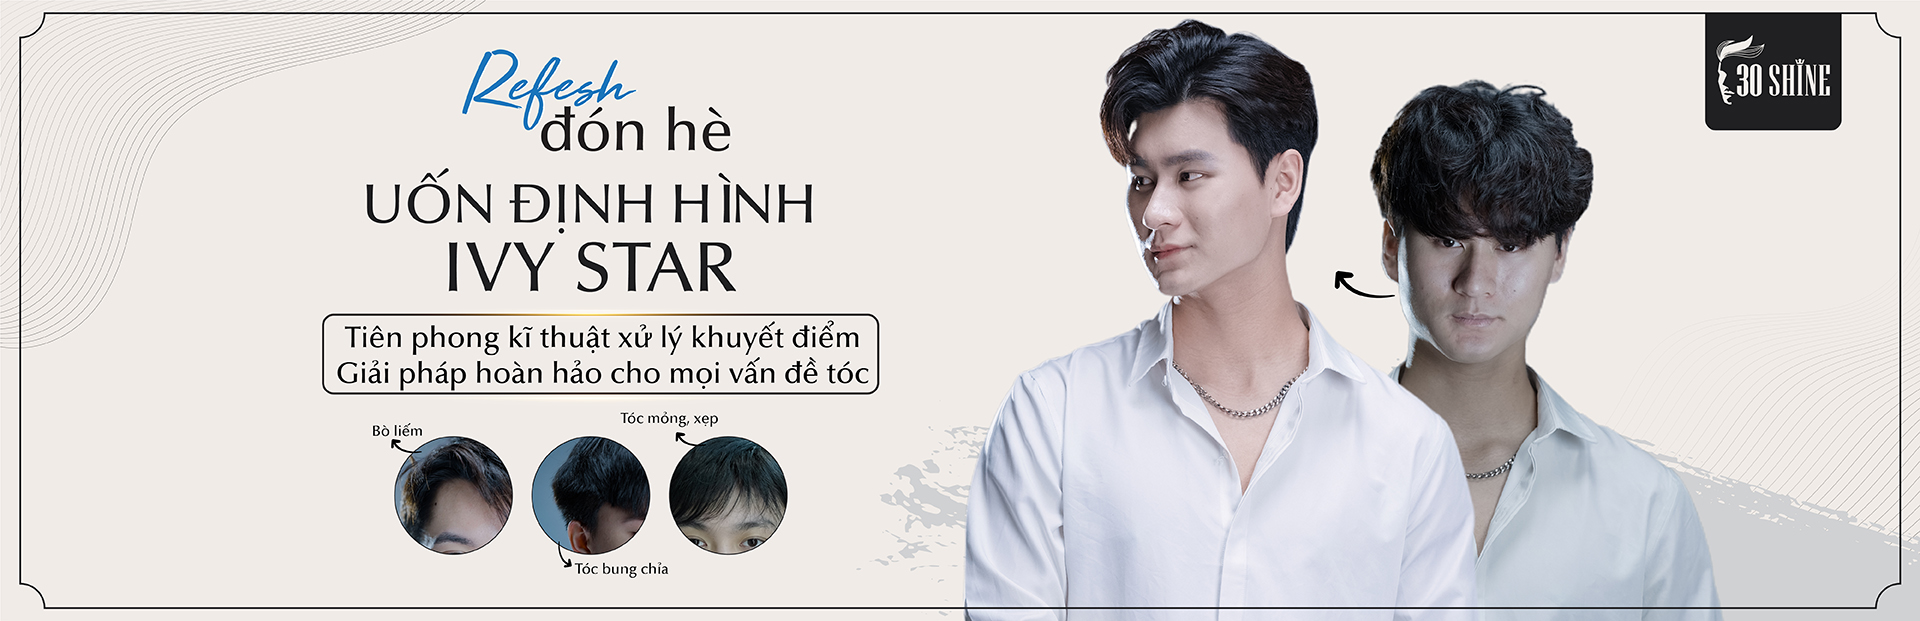 Refesh
đón hè
UỐN ĐỊNH HÌNH
IVY STAR
Tiên phong kĩ thuật xử lý khuyết điểm
Giải pháp hoàn hảo cho mọi vấn đề tóc
Bò liếm
Tóc mỏng, xẹp
Tóc bung chỉa
30 SHINE